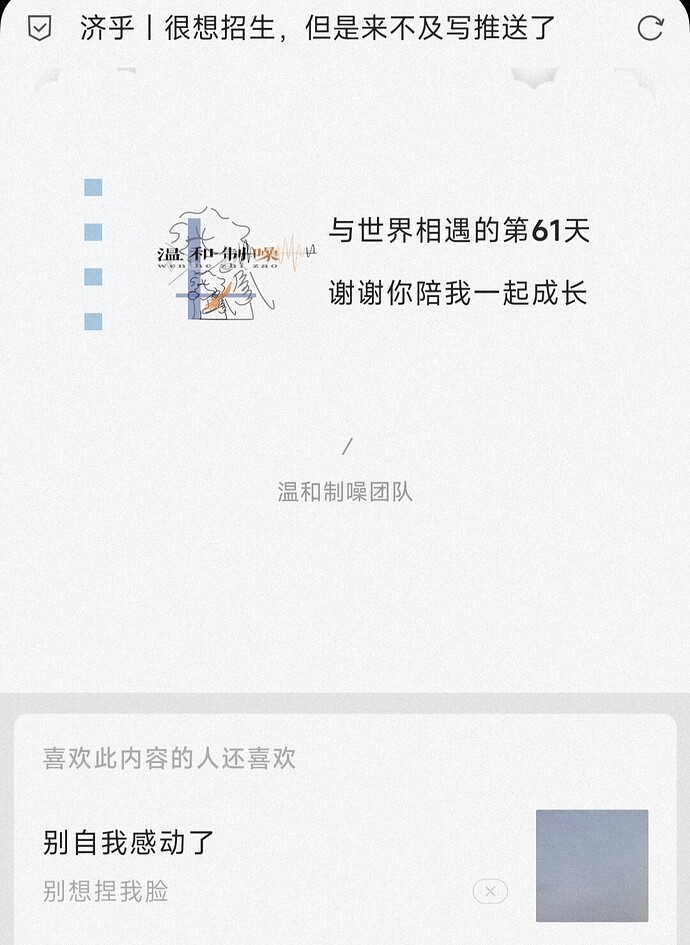 济乎丨很想招生，但是来不及写推送了
与世界相遇的第61天
温和制噪
wen he zhi zao
谢谢你陪我一起成长
/
温和制噪团队
喜欢此内容的人还喜欢
别自我感动了
别想捏我脸